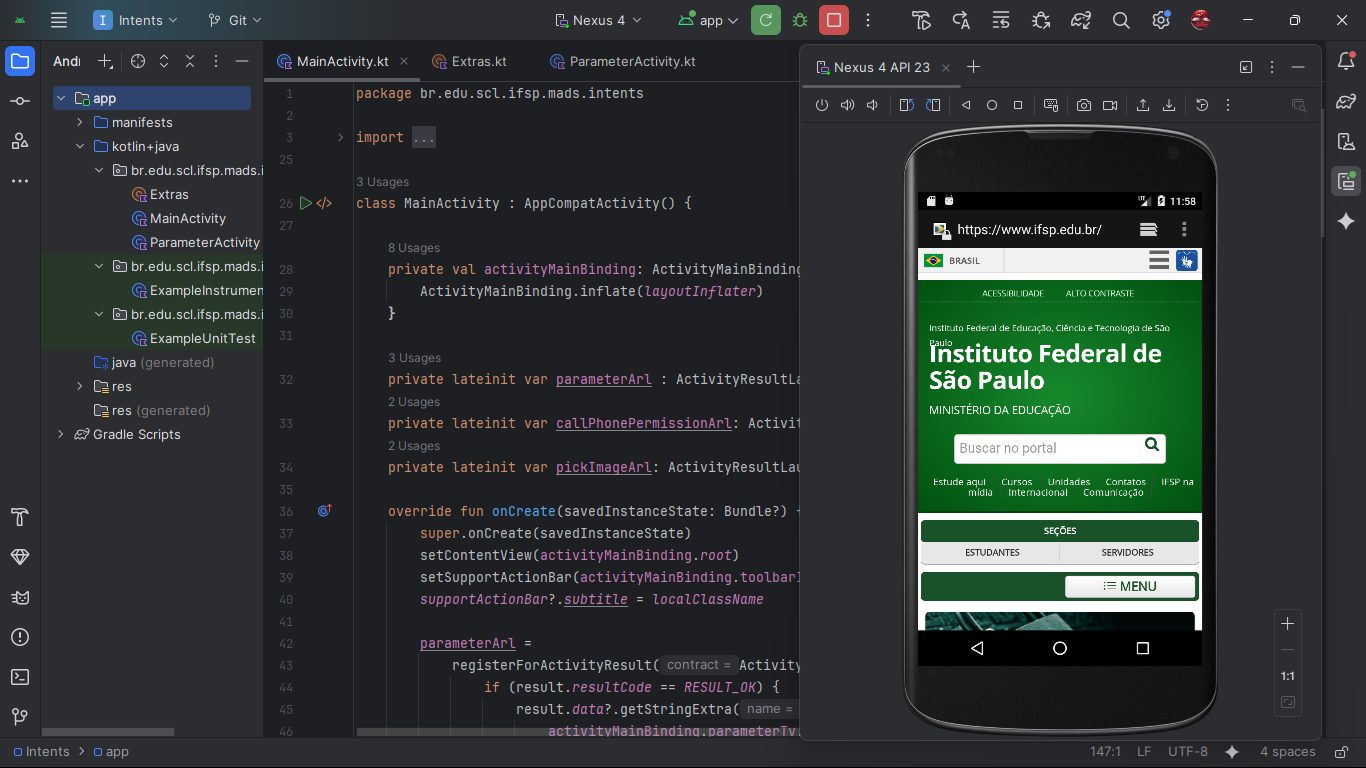 Intents
Git
Nexus 4
app
Andı
MainActivity.kt
Extras.kt
ParameterActivity.kt
Nexus 4 API 23
app
manifests
kotlin+java
br.edu.scl.ifsp.mads.i
Extras
MainActivity
ParameterActivity
br.edu.scl.ifsp.mads.i
ExampleInstrumen
br.edu.scl.ifsp.mads.i
ExampleUnitTest
java (generated)
res
res (generated)
Gradle Scripts
1 package br.edu.scl.ifsp.mads.intents
2
3 import ...
25
3 Usages
26 class MainActivity : AppCompatActivity() {
27
8 Usages
28 private val activityMainBinding: ActivityMainBinding
29 ActivityMainBinding.inflate(layoutInflater)
30 }
31
3 Usages
32 private lateinit var parameterArl : ActivityResultLa
2 Usages
33 private lateinit var callPhonePermissionArl: Activit
2 Usages
34 private lateinit var pickImageArl: ActivityResultLau
35
36 override fun onCreate(savedInstanceState: Bundle?) {
37 super.onCreate(savedInstanceState)
38 setContentView(activityMainBinding.root)
39 setSupportActionBar(activityMainBinding.toolbarI
40 supportActionBar?.subtitle = localClassName
41
42 parameterArl =
43 registerForActivityResult( contract = Activity
44 if (result.resultCode == RESULT_OK) {
45 result.data?.getStringExtra( name =
46 activityMainBinding.parameterTv.
11:58
https://www.ifsp.edu.br/
BRASIL
ACESSIBILIDADE ALTO CONTRASTE
Instituto Federal de Educação, Ciência e Tecnologia de São
Paulo
Instituto Federal de
São Paulo
MINISTÉRIO DA EDUCAÇÃO
Buscar no portal
Estude aqui Cursos Unidades Contatos IFSP na
mídia Internacional Comunicação
SEÇÕES
ESTUDANTES SERVIDORES
MENU
1:1
Intents > app
147:1 LF UTF-8 4 spaces